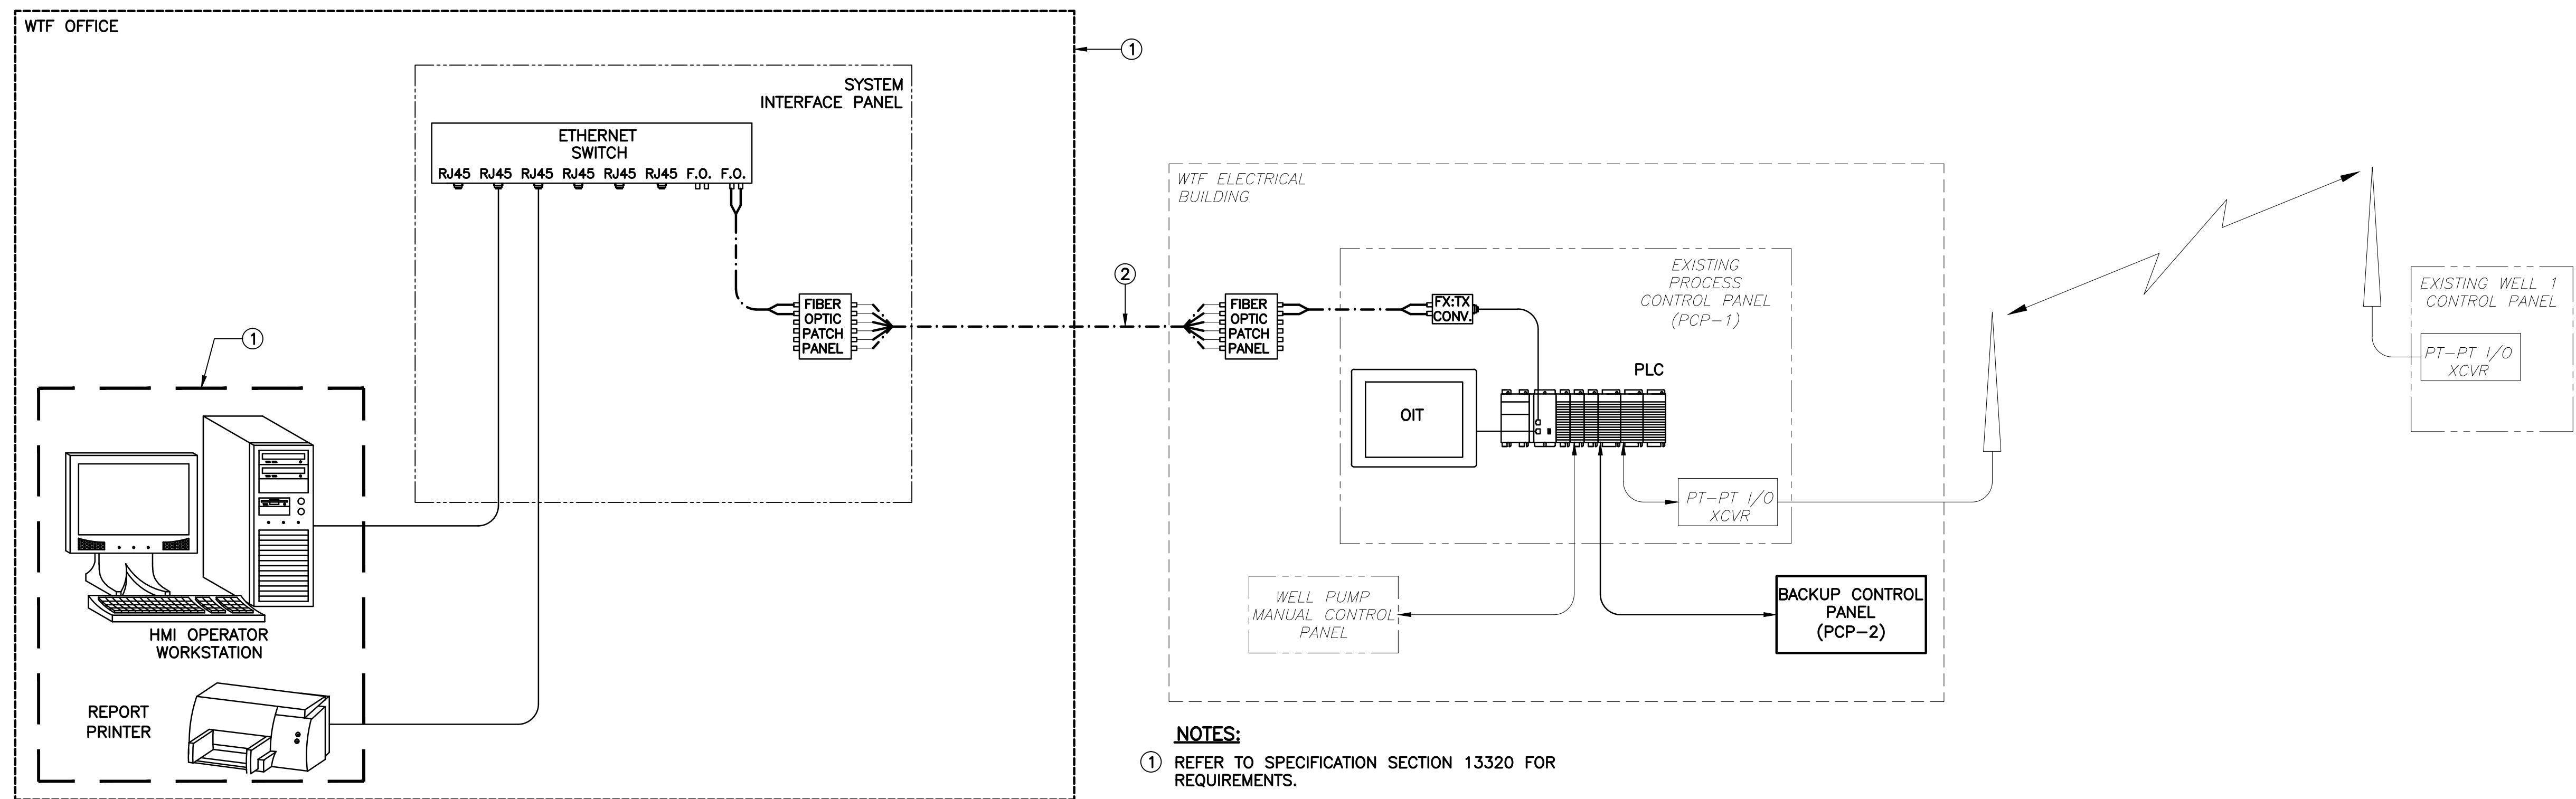 WTF OFFICE
①
SYSTEM
INTERFACE PANEL
ETHERNET
SWITCH
RJ45 RJ45 RJ45 RJ45 RJ45 RJ45 F.O. F.O.
FIBER
OPTIC
PATCH
PANEL
①
HMI OPERATOR
WORKSTATION
REPORT
PRINTER
②
WTF ELECTRICAL
BUILDING
FIBER
OPTIC
PATCH
PANEL
EXISTING
PROCESS
CONTROL PANEL
(PCP-1)
FX:TX
CONV.
PLC
OIT
PT-PT I/O
XCVR
WELL PUMP
MANUAL CONTROL
PANEL
BACKUP CONTROL
PANEL
(PCP-2)
EXISTING WELL 1
CONTROL PANEL
PT-PT I/O
XCVR
NOTES:
① REFER TO SPECIFICATION SECTION 13320 FOR
REQUIREMENTS.